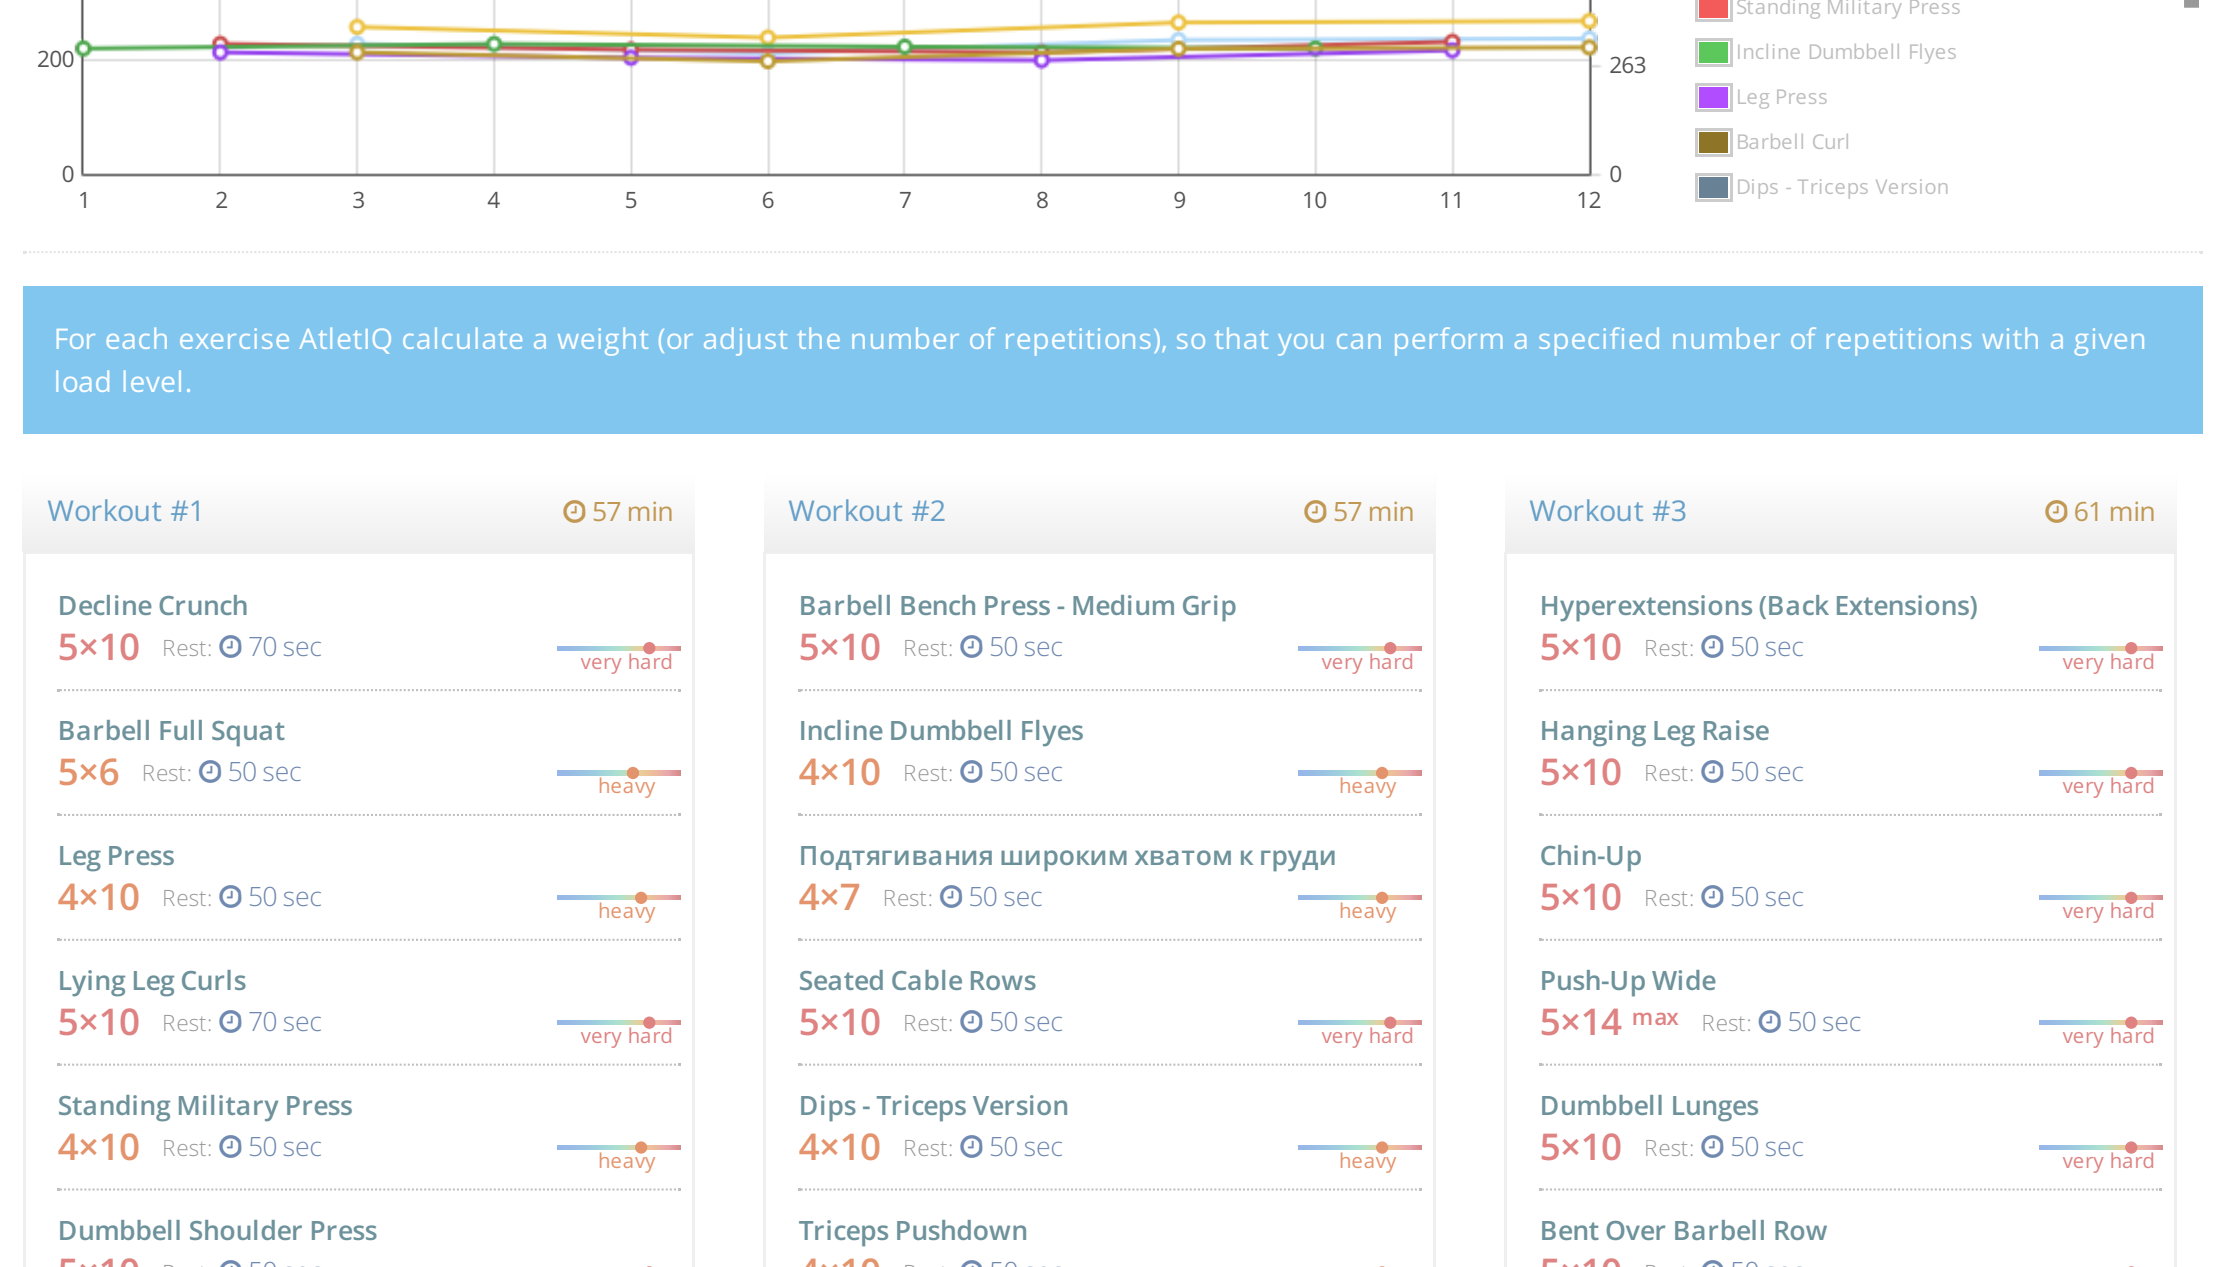 Standing Military Press
200
Incline Dumbbell Flyes
263
Leg Press
Barbell Curl
0
0
Dips - Triceps Version
1 2 3 4 5 6 7 8 9 10 11 12
For each exercise AtletIQ calculate a weight (or adjust the number of repetitions), so that you can perform a specified number of repetitions with a given
load level.
Workout #1
57 min
Decline Crunch
5×10 Rest: 70 sec
very hard
Barbell Full Squat
5×6 Rest: 50 sec
heavy
Leg Press
4×10 Rest: 50 sec
heavy
Lying Leg Curls
5×10 Rest: 70 sec
very hard
Standing Military Press
4×10 Rest: 50 sec
heavy
Dumbbell Shoulder Press
Workout #2
57 min
Barbell Bench Press - Medium Grip
5×10 Rest: 50 sec
very hard
Incline Dumbbell Flyes
4×10 Rest: 50 sec
heavy
Подтягивания широким хватом к груди
4×7 Rest: 50 sec
heavy
Seated Cable Rows
5×10 Rest: 50 sec
very hard
Dips - Triceps Version
4×10 Rest: 50 sec
heavy
Triceps Pushdown
Workout #3
61 min
Hyperextensions (Back Extensions)
5×10 Rest: 50 sec
very hard
Hanging Leg Raise
5×10 Rest: 50 sec
very hard
Chin-Up
5×10 Rest: 50 sec
very hard
Push-Up Wide
5×14 max Rest: 50 sec
very hard
Dumbbell Lunges
5×10 Rest: 50 sec
very hard
Bent Over Barbell Row